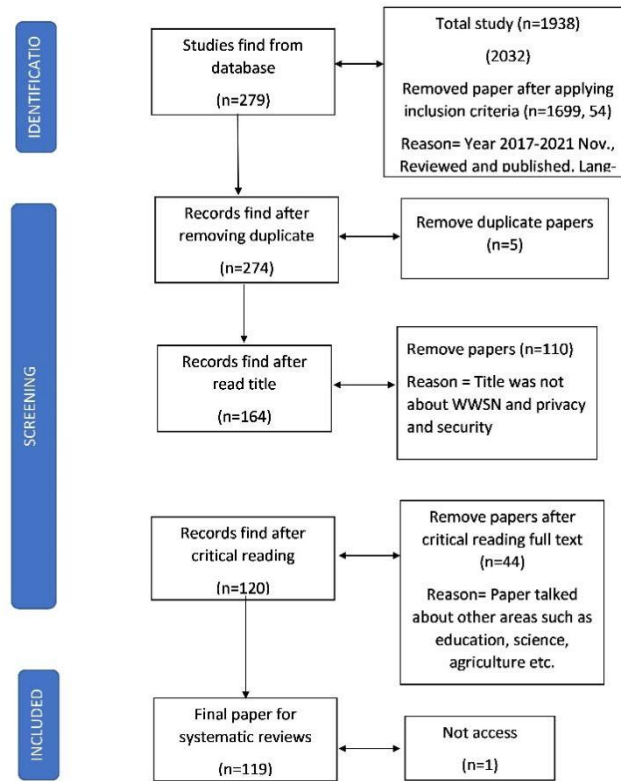 IDENTIFICATIO
Studies find from
database
(n=279)
Total study (n=1938)
(2032)
Removed paper after applying
inclusion criteria (n=1699, 54)
Reason= Year 2017-2021 Nov.,
Reviewed and published. Lang-
SCREENING
Records find after
removing duplicate
(n=274)
Remove duplicate papers
(n=5)
Records find after
read title
(n=164)
Remove papers (n=110)
Reason = Title was not
about WWSN and privacy
and security
Records find after
critical reading
(n=120)
Remove papers after
critical reading full text
(n=44)
Reason= Paper talked
about other areas such as
education, science,
agriculture etc.
INCLUDED
Final paper for
systematic reviews
(n=119)
Not access
(n=1)